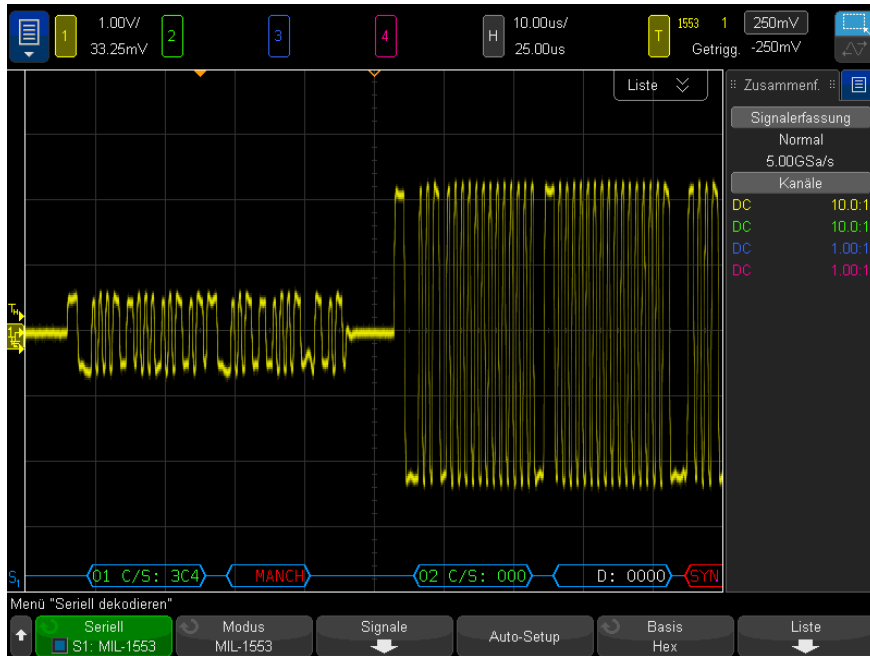 1 1.00V/ 2 3 4 H 10.00us/ T 1553 1 250mV
33.25mV 25.00us Getrigg. -250mV
Liste
Zusammenf.
Signalerfassung
Normal
5.00GSa/s
Kanäle
DC 10.0:1
DC 10.0:1
DC 1.00:1
DC 1.00:1
TH
1
S1 01 C/S: 3C4 MANCH 02 C/S: 000 D: 0000 SYN
Menü "Seriell dekodieren"
Seriell Modus Signale Auto-Setup Basis Liste
S1: MIL-1553 MIL-1553 Hex